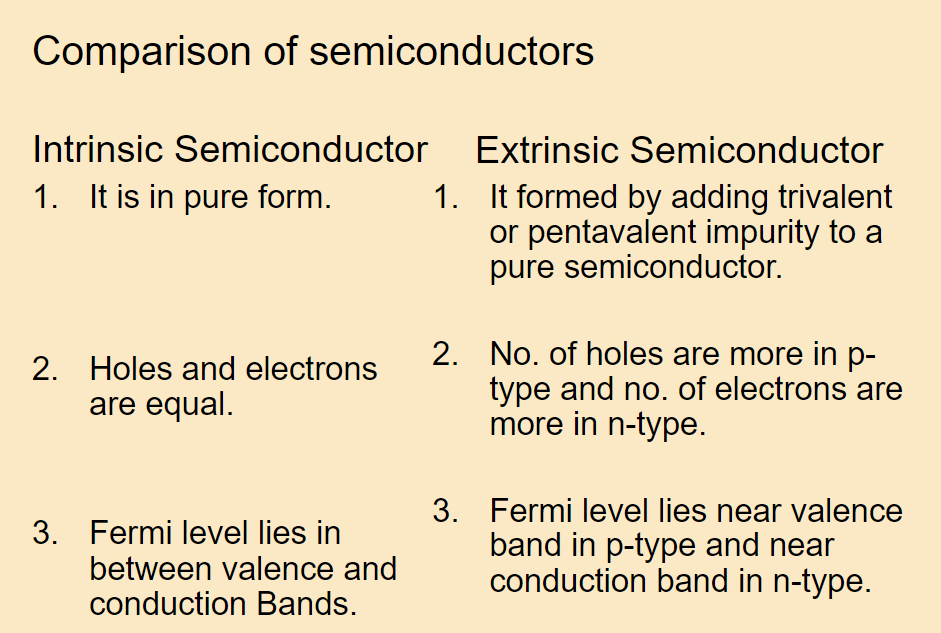 Comparison of semiconductors
Intrinsic Semiconductor
1. It is in pure form.
2. Holes and electrons
are equal.
3. Fermi level lies in
between valence and
conduction Bands.
Extrinsic Semiconductor
1. It formed by adding trivalent
or pentavalent impurity to a
pure semiconductor.
2. No. of holes are more in p-
type and no. of electrons are
more in n-type.
3. Fermi level lies near valence
band in p-type and near
conduction band in n-type.